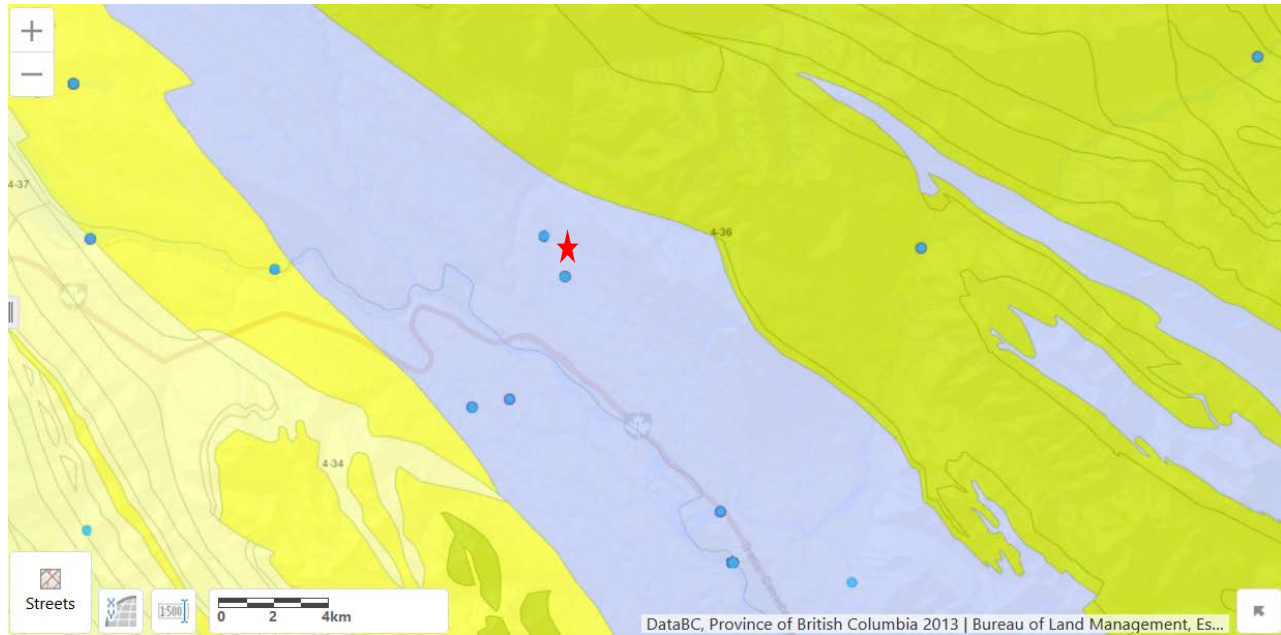 +
−
4-37
4-36
4-34
Streets
XY
1:500
0 2 4km
DataBC, Province of British Columbia 2013 | Bureau of Land Management, Es...